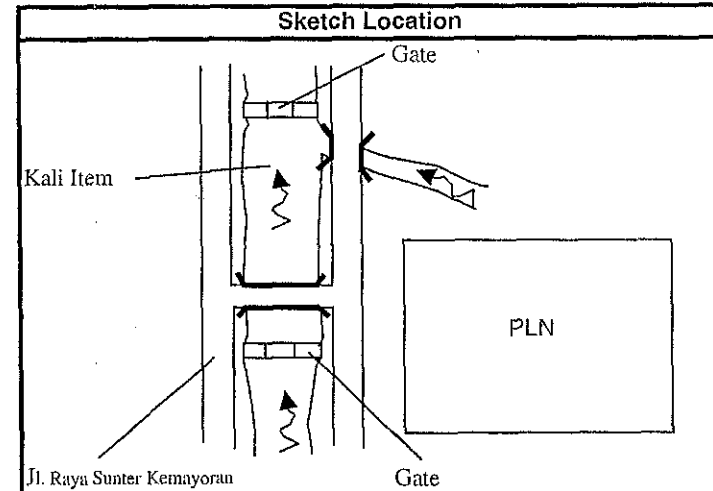 Sketch Location
Gate
Kali Item
PLN
Jl. Raya Sunter Kemayoran
Gate